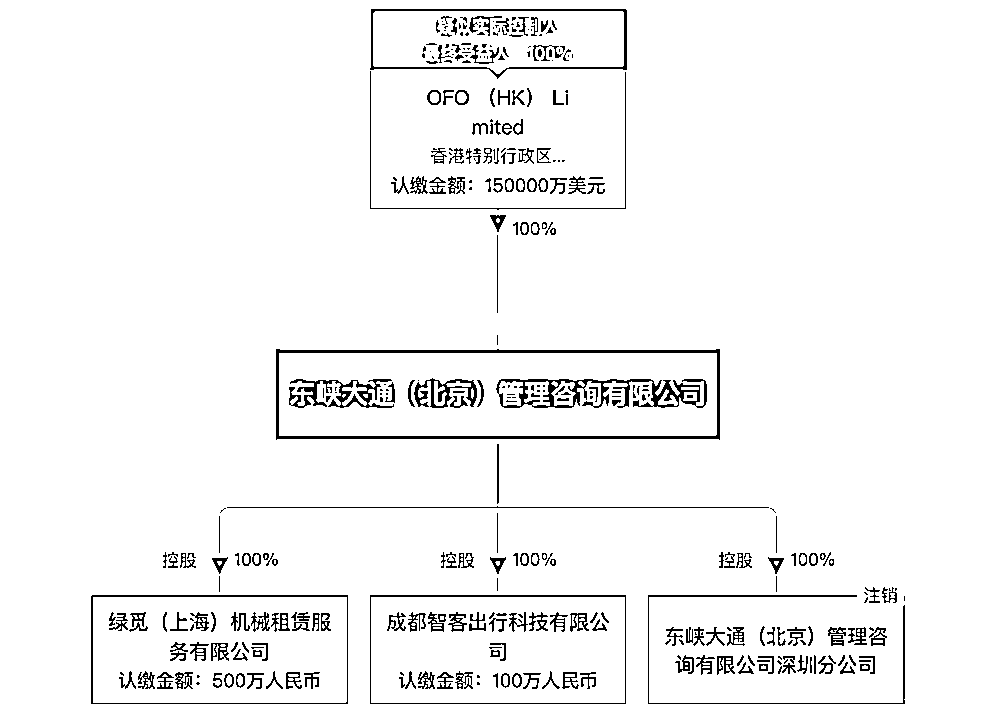 疑似实际控制人
最终受益人 100%
OFO （HK） Li
mited
香港特别行政区...
认缴金额：150000万美元
100%
东峡大通（北京）管理咨询有限公司
控股 100%
控股 100%
控股 100%
注销
绿觅（上海）机械租赁服
务有限公司
认缴金额：500万人民币
成都智客出行科技有限公
司
认缴金额：100万人民币
东峡大通（北京）管理咨
询有限公司深圳分公司